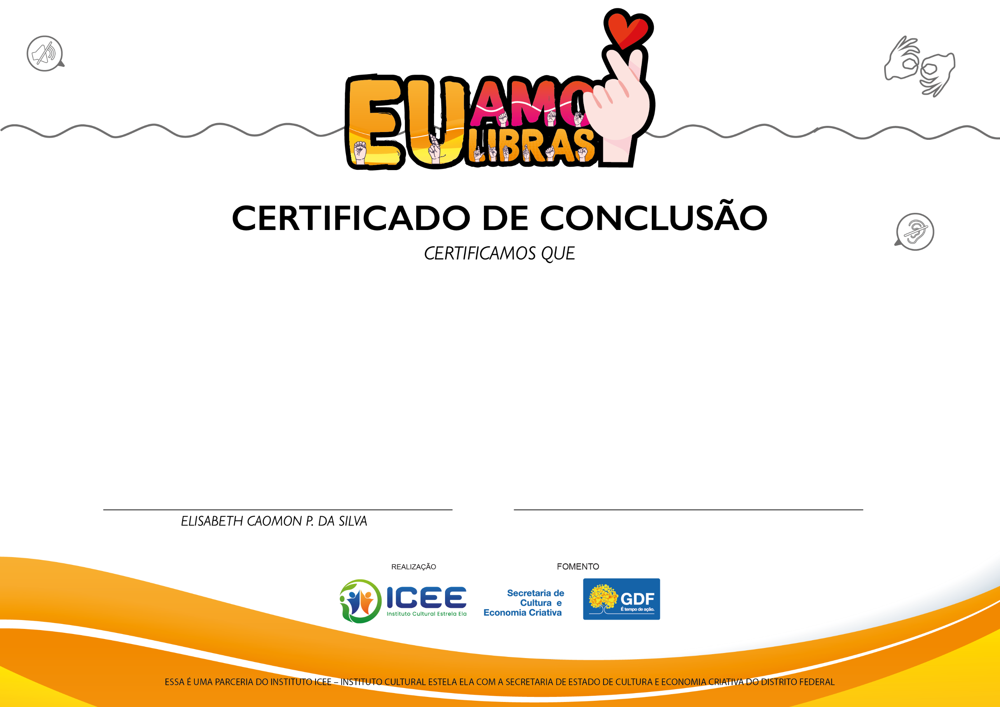 EU AMO
LIBRAS
CERTIFICADO DE CONCLUSÃO
CERTIFICAMOS QUE
ELISABETH CAOMON P. DA SILVA
REALIZAÇÃO
FOMENTO
ICEE
Instituto Cultural Estrela Ela
Secretaria de
Cultura e
Economia Criativa
GDF
É tempo de ação.
ESSA É UMA PARCERIA DO INSTITUTO ICEE – INSTITUTO CULTURAL ESTELA ELA COM A SECRETARIA DE ESTADO DE CULTURA E ECONOMIA CRIATIVA DO DISTRITO FEDERAL